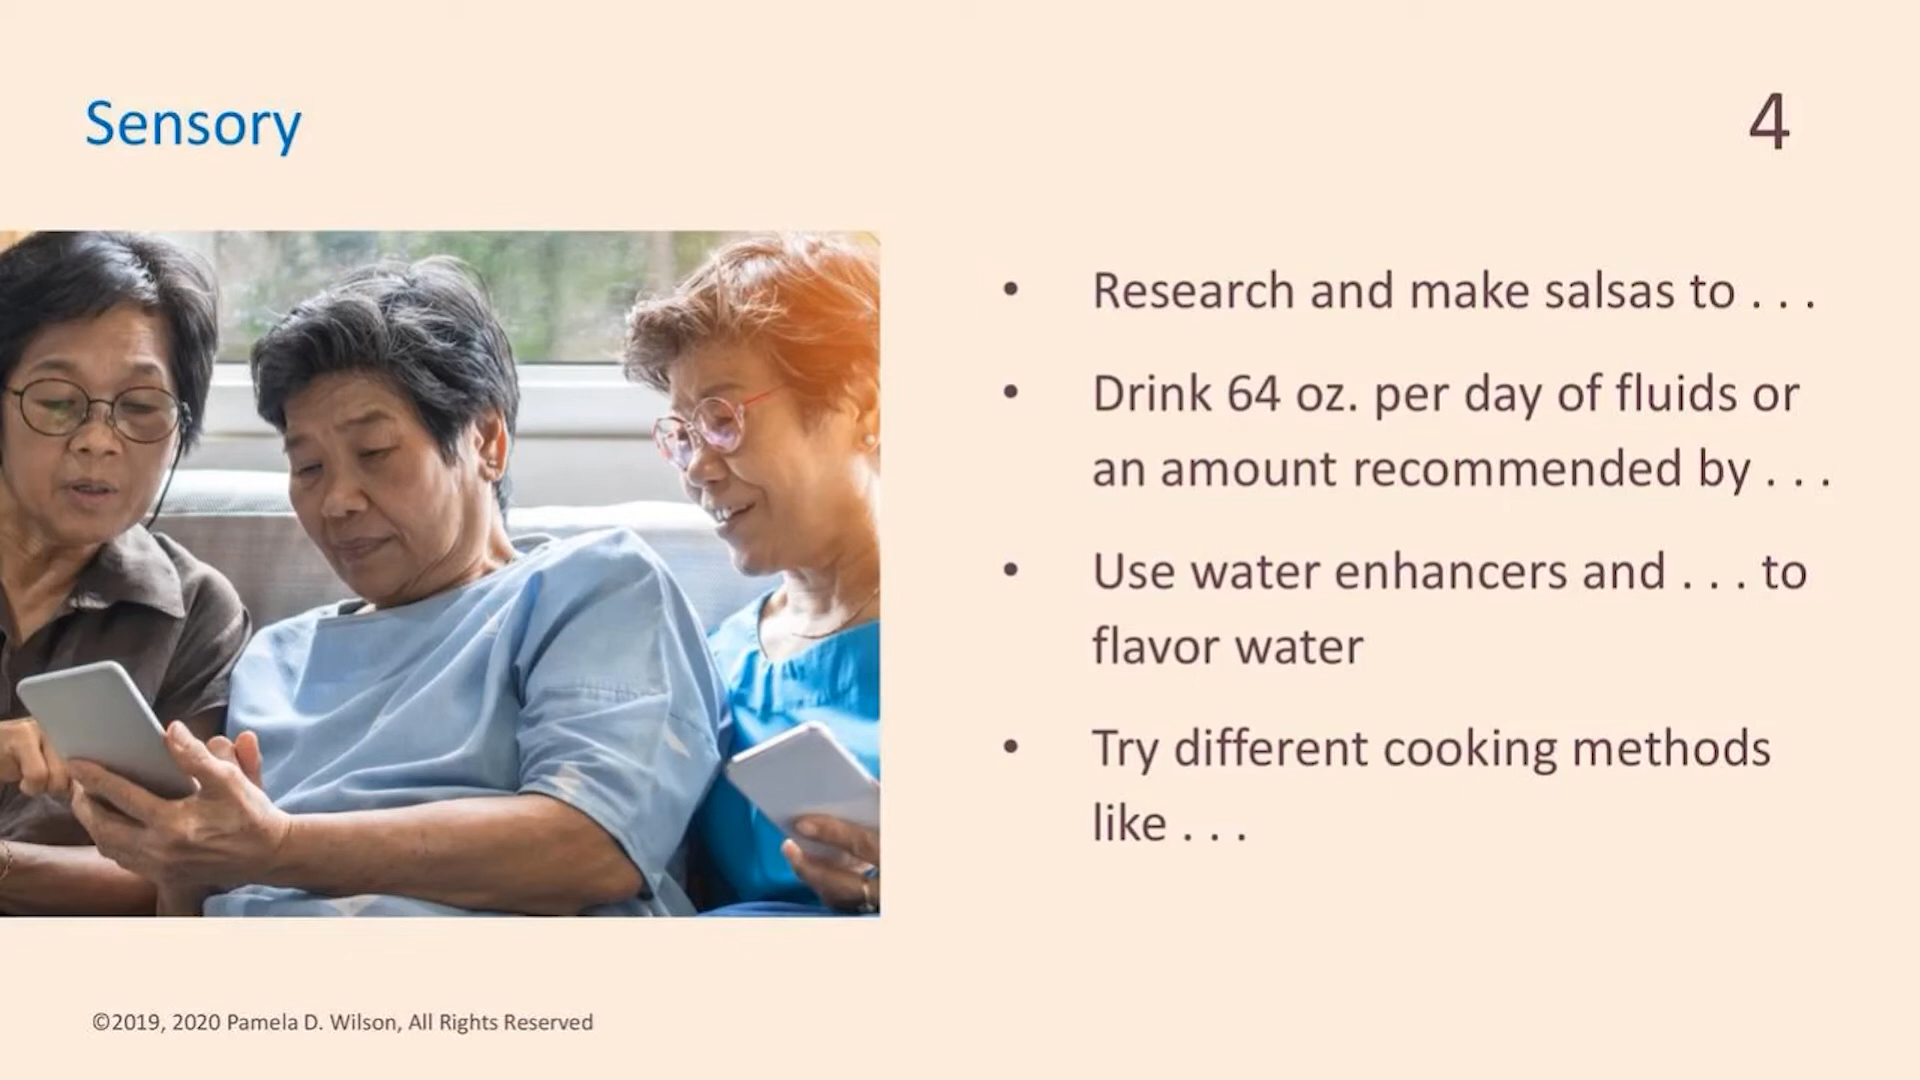 Sensory
4
• Research and make salsas to . . .
• Drink 64 oz. per day of fluids or
an amount recommended by . . .
• Use water enhancers and . . . to
flavor water
• Try different cooking methods
like . . .
©2019, 2020 Pamela D. Wilson, All Rights Reserved